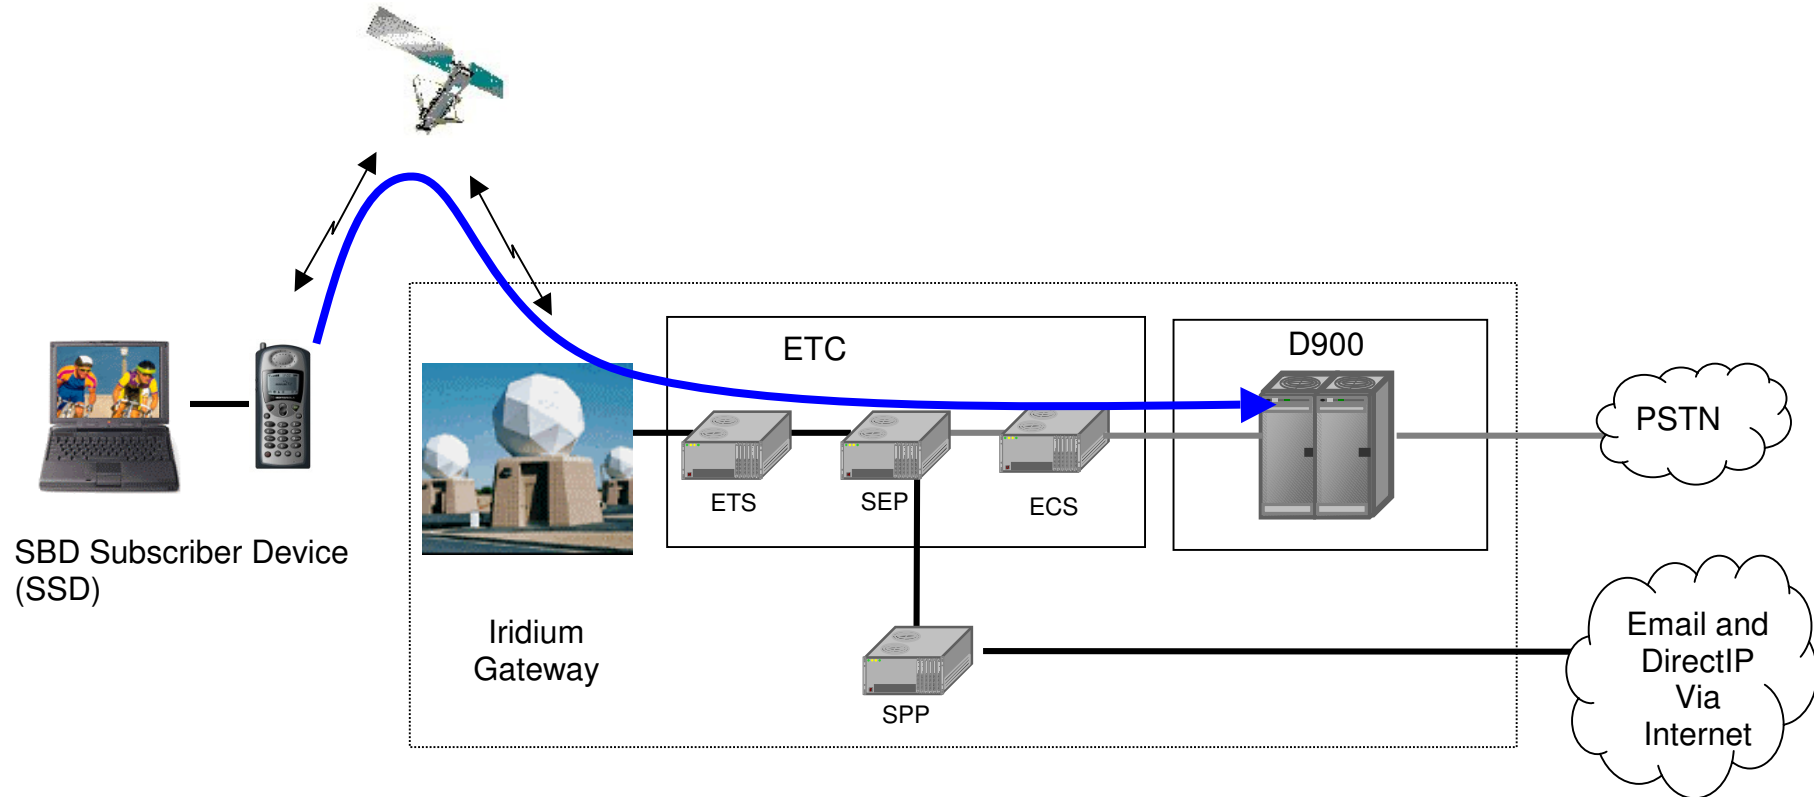 ETC
D900
PSTN
ETS
SEP
ECS
SBD Subscriber Device
(SSD)
Iridium
Gateway
SPP
Email and
DirectIP
Via
Internet